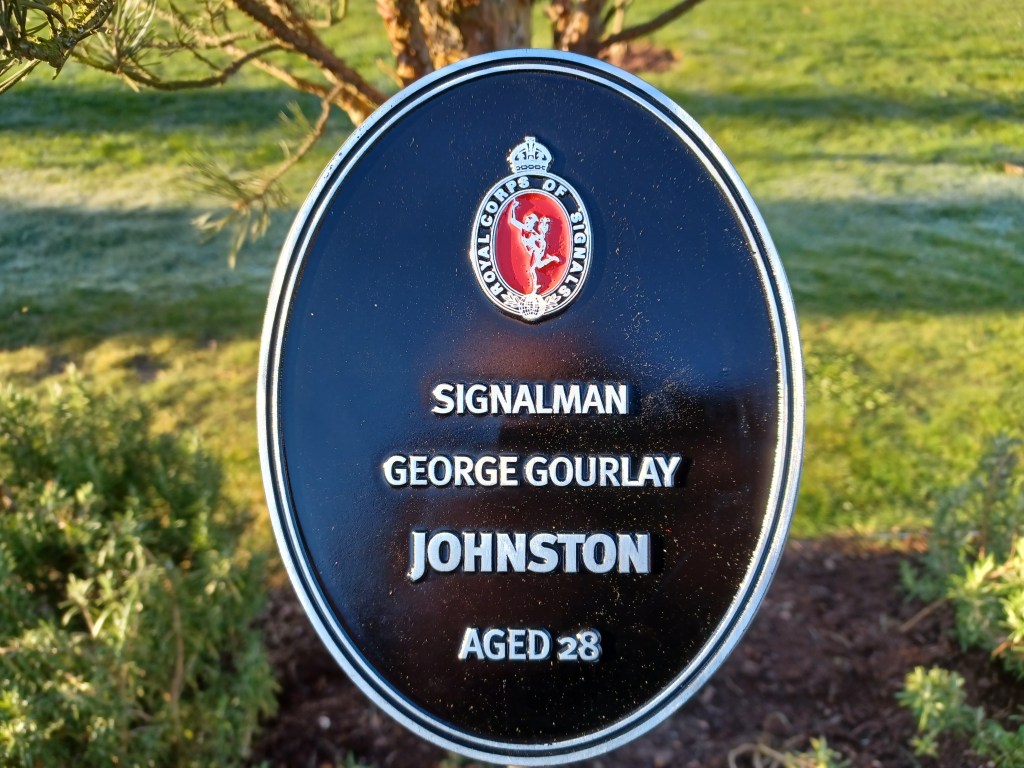 ROYAL CORPS OF SIGNALS
SIGNALMAN
GEORGE GOURLAY
JOHNSTON
AGED 28